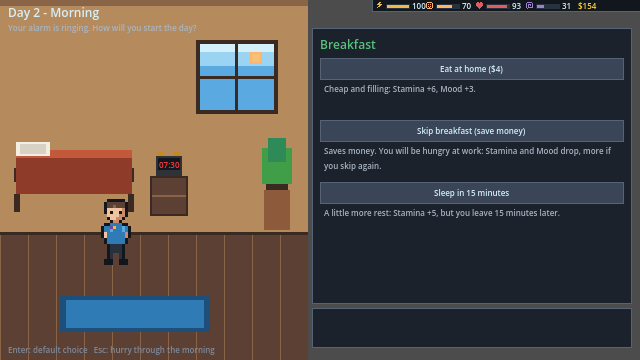 Day 2 - Morning
Your alarm is ringing. How will you start the day?
100 70 93 31 $154
Breakfast
Eat at home ($4)
Cheap and filling: Stamina +6, Mood +3.
Skip breakfast (save money)
Saves money. You will be hungry at work: Stamina and Mood drop, more if
you skip again.
Sleep in 15 minutes
A little more rest: Stamina +5, but you leave 15 minutes later.
07:30
Enter: default choice Esc: hurry through the morning